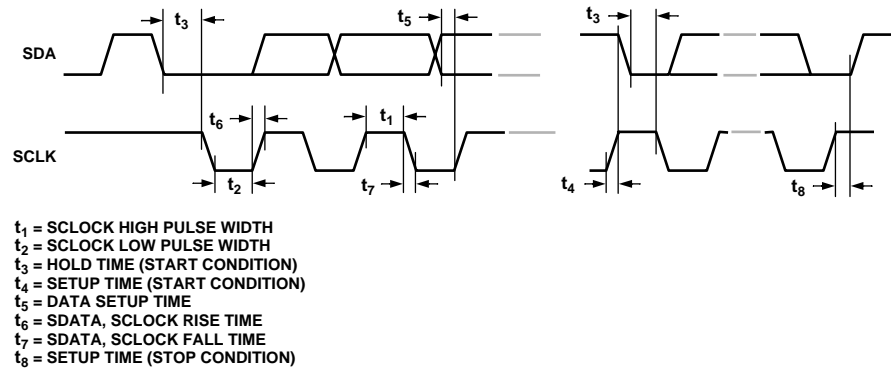 t3
t5
t3
SDA
t6
t1
SCLK
t2
t7
t4
t8
t1 = SCLOCK HIGH PULSE WIDTH
t2 = SCLOCK LOW PULSE WIDTH
t3 = HOLD TIME (START CONDITION)
t4 = SETUP TIME (START CONDITION)
t5 = DATA SETUP TIME
t6 = SDATA, SCLOCK RISE TIME
t7 = SDATA, SCLOCK FALL TIME
t8 = SETUP TIME (STOP CONDITION)